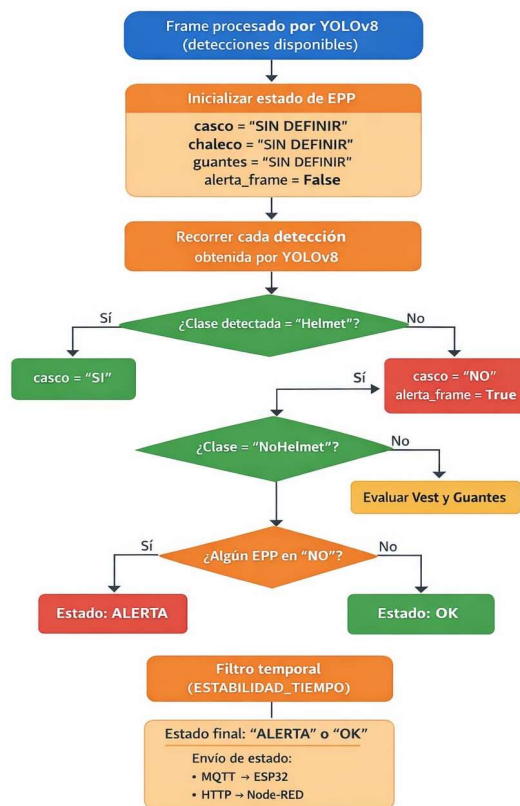 Frame procesado por YOLOv8
(detecciones disponibles)
Inicializar estado de EPP
casco = "SIN DEFINIR"
chaleco = "SIN DEFINIR"
guantes = "SIN DEFINIR"
alerta_frame = False
Recorrer cada detección
obtenida por YOLOv8
Sí
¿Clase detectada = "Helmet"?
No
casco = "SI"
casco = "NO"
alerta_frame = True
Sí
¿Clase = "NoHelmet"?
No
Evaluar Vest y Guantes
Sí
¿Algún EPP en "NO"?
No
Estado: ALERTA
Estado: OK
Filtro temporal
(ESTABILIDAD_TIEMPO)
Estado final: "ALERTA" o "OK"
Envío de estado:
• MQTT → ESP32
• HTTP → Node-RED